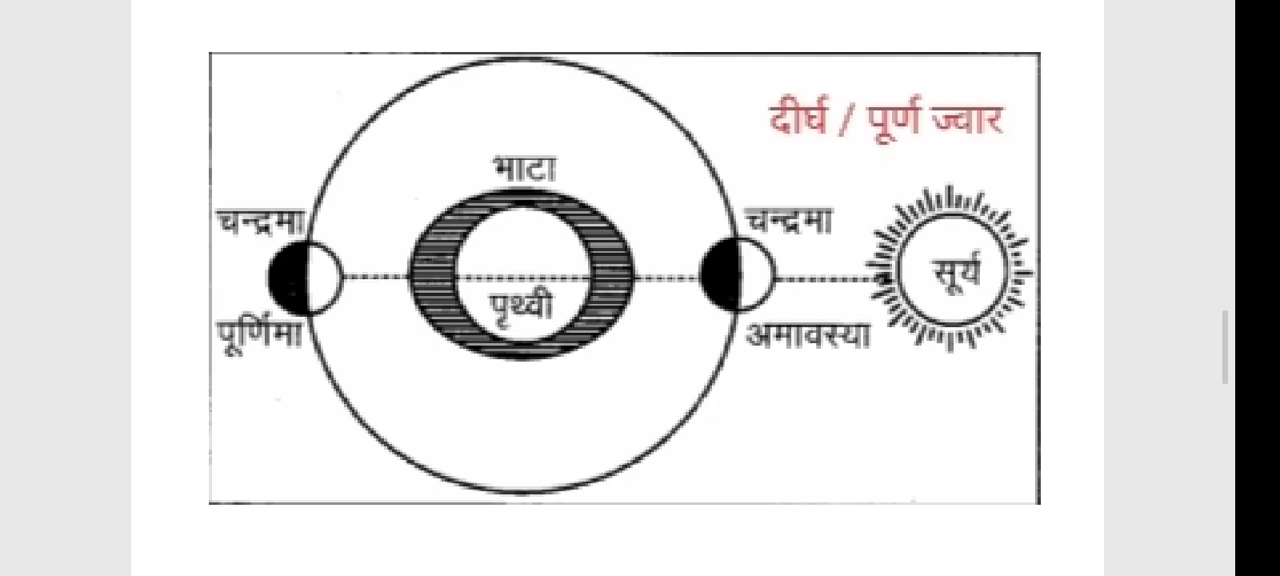 दीर्घ / पूर्ण ज्वार
भाटा
चन्द्रमा
चन्द्रमा
सूर्य
पृथ्वी
पूर्णिमा
अमावस्या